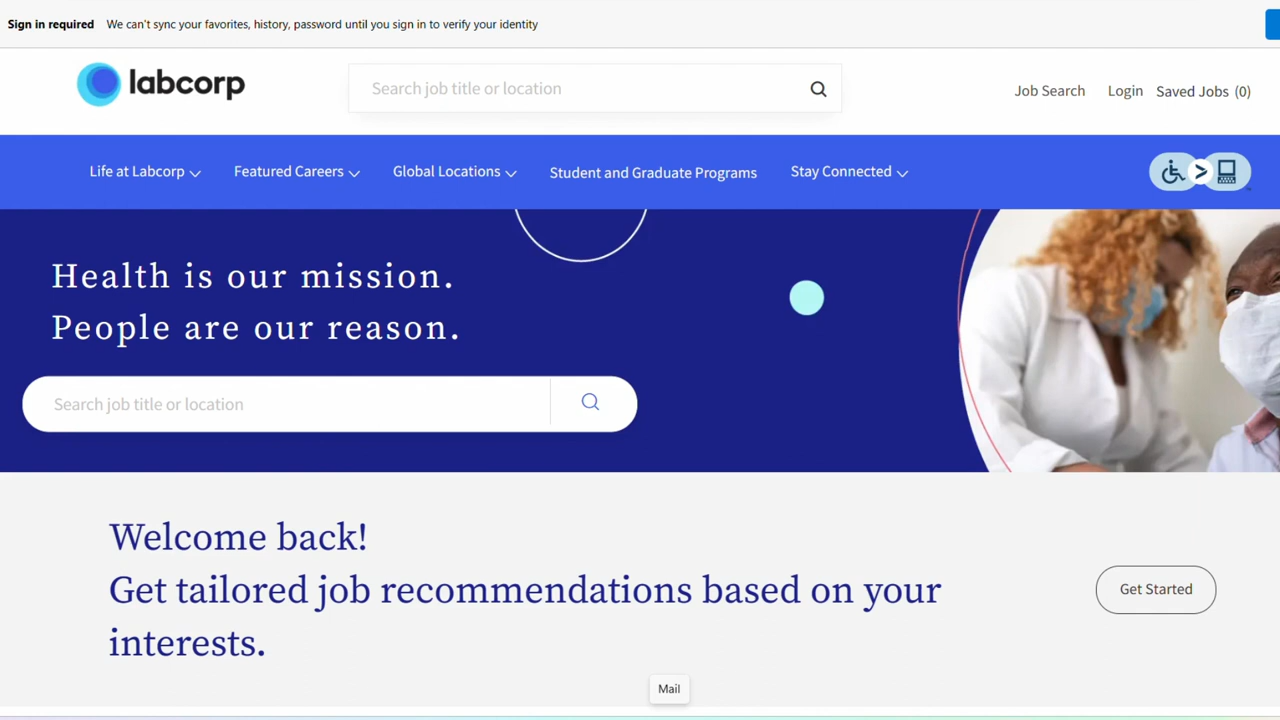 Sign in required We can't sync your favorites, history, password until you sign in to verify your identity
labcorp
Search job title or location
Job Search Login Saved Jobs (0)
Life at Labcorp Featured Careers Global Locations Student and Graduate Programs Stay Connected
Health is our mission.
People are our reason.
Search job title or location
Welcome back!
Get tailored job recommendations based on your
interests.
Get Started
Mail